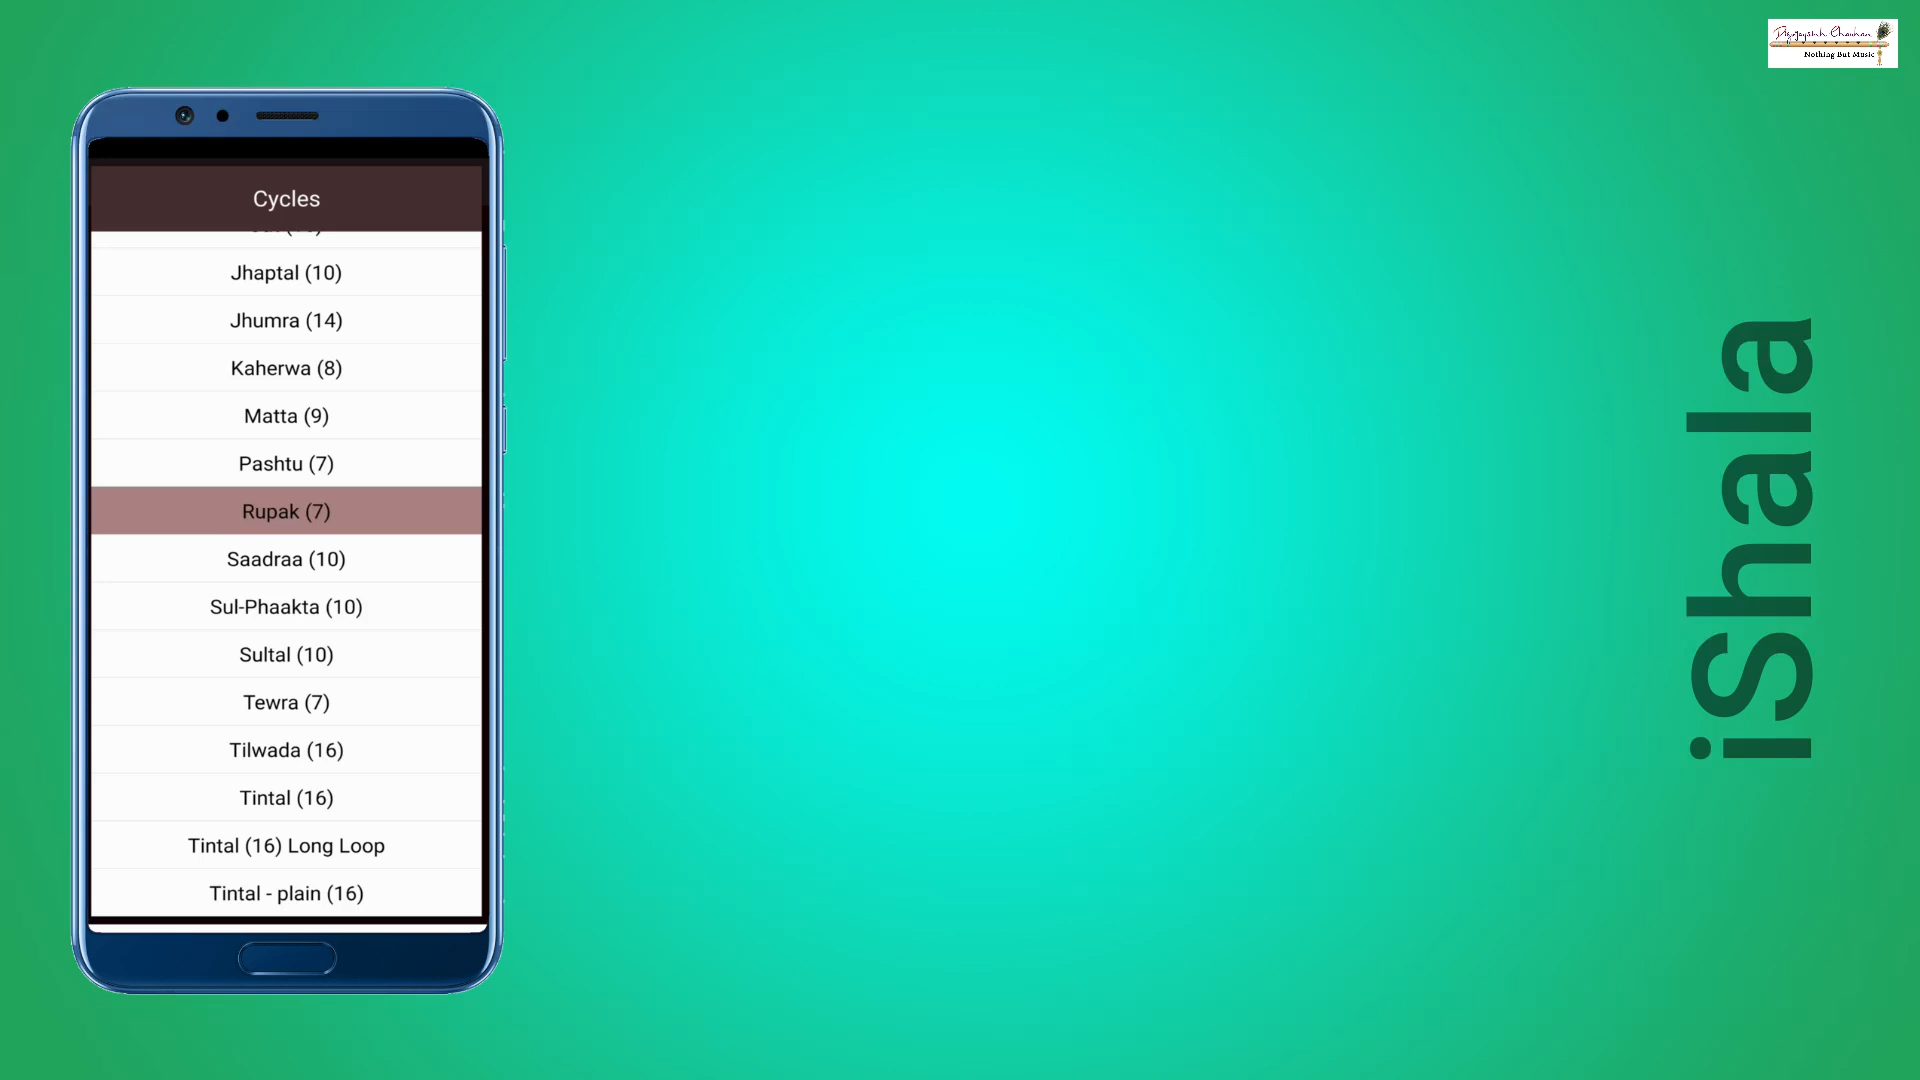 Nothing But Music
Cycles
Jhaptal (10)
Jhumra (14)
Kaherwa (8)
Matta (9)
Pashtu (7)
Rupak (7)
Saadraa (10)
Sul-Phaakta (10)
Sultal (10)
Tewra (7)
Tilwada (16)
Tintal (16)
Tintal (16) Long Loop
Tintal - plain (16)
iShala